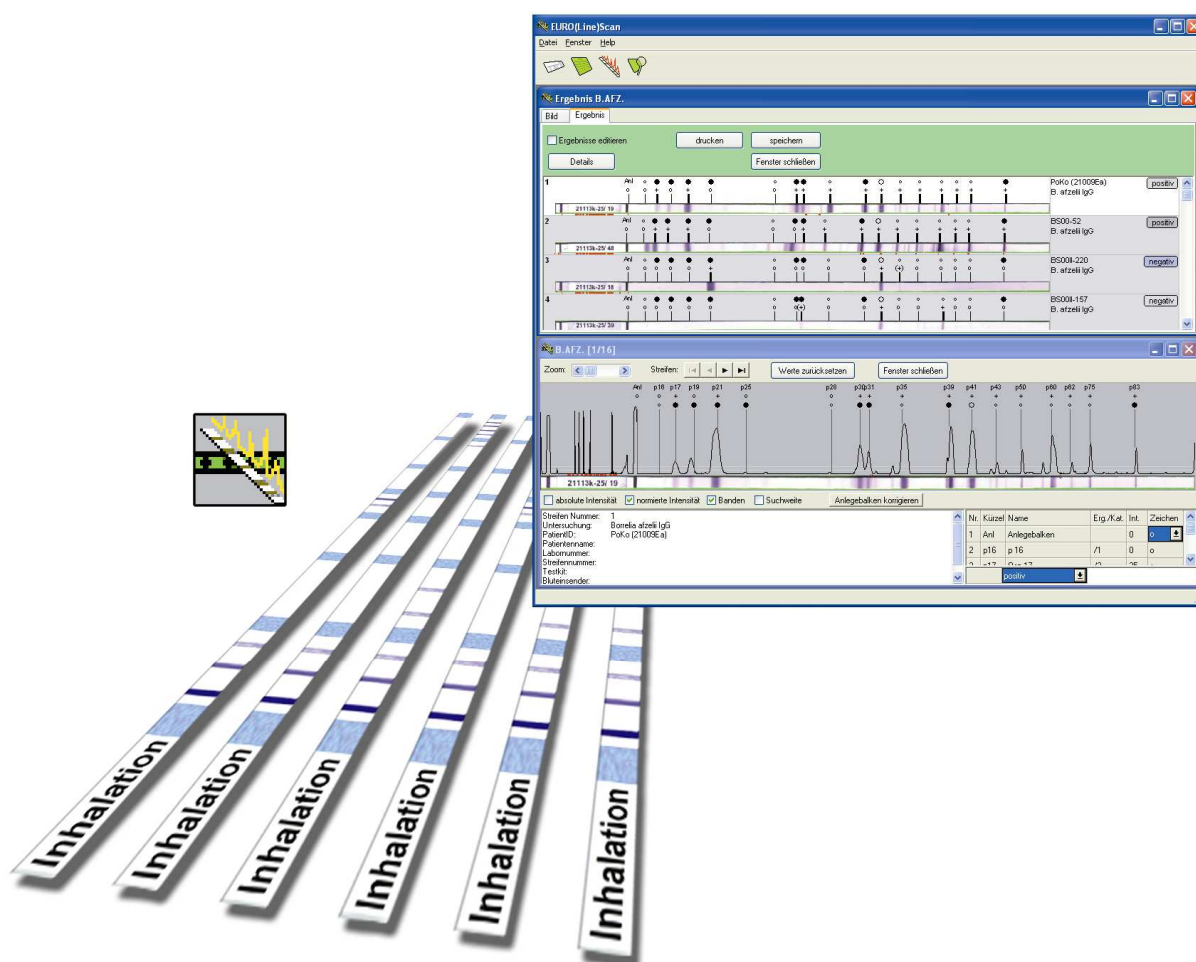 EURO(Line)Scan
Datei Fenster Help
Ergebnis B.AFZ.
Bild Ergebnis
Ergebnisse editieren drucken speichern
Details Fenster schließen
1 Anl PoKo (21009Ea) positiv
B. afzelii IgG
21113k-25/ 19
2 Anl BS00-52 positiv
B. afzelii IgG
21113k-25/ 48
3 Anl BS00II-220 negativ
B. afzelii IgG
21113k-25/ 18
4 Anl BS00II-157 negativ
B. afzelii IgG
21113k-25/ 39
B.AFZ. [1/16]
Zoom: Streifen: Werte zurücksetzen Fenster schließen
Anl p16 p17 p19 p21 p25 p28 p30 p31 p35 p39 p41 p43 p50 p60 p62 p75 p83
21113k-25/ 19
absolute Intensität normierte Intensität Banden Suchweite Anlegebalken korrigieren
Streifen Nummer: 1
Untersuchung: Borrelia afzelii IgG
PatientID: PoKo (21009Ea)
Patientenname:
Labornummer:
Streifennummer:
Testkit:
Bluteinsender:
Nr. Kürzel Name Erg./Kat. Int. Zeichen
1 Anl Anlegebalken 0 o
2 p16 p 16 /1 0 o
positiv
Inhalation
Inhalation
Inhalation
Inhalation
Inhalation
Inhalation